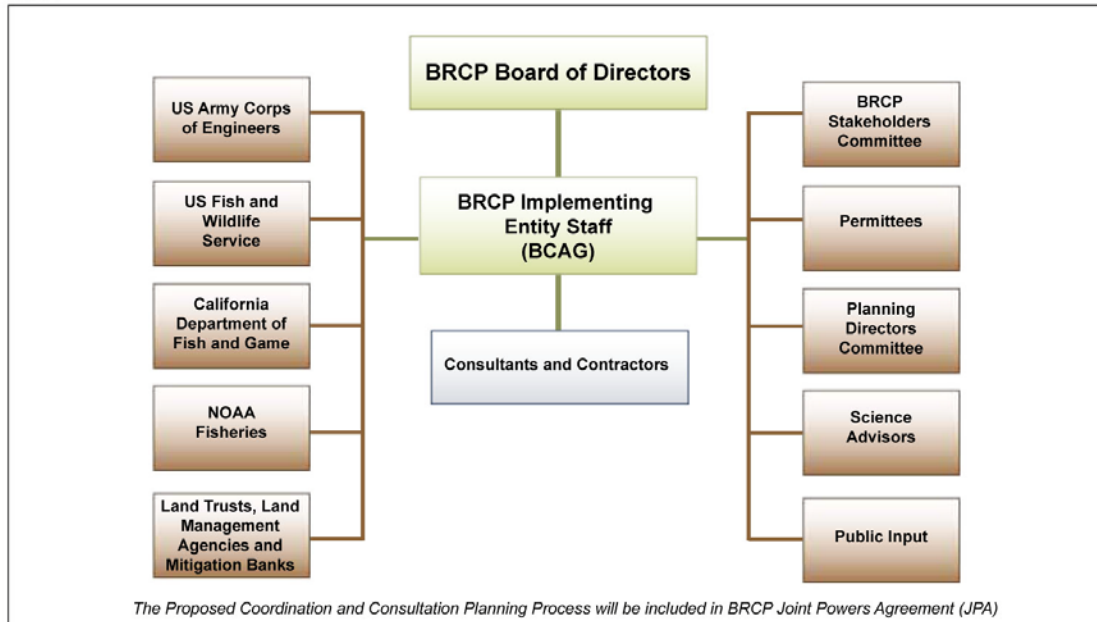 BRCP Board of Directors
US Army Corps
of Engineers
US Fish and
Wildlife
Service
California
Department of
Fish and Game
NOAA
Fisheries
Land Trusts, Land
Management
Agencies and
Mitigation Banks
BRCP Implementing
Entity Staff
(BCAG)
Consultants and Contractors
BRCP
Stakeholders
Committee
Permittees
Planning
Directors
Committee
Science
Advisors
Public Input
The Proposed Coordination and Consultation Planning Process will be included in BRCP Joint Powers Agreement (JPA)